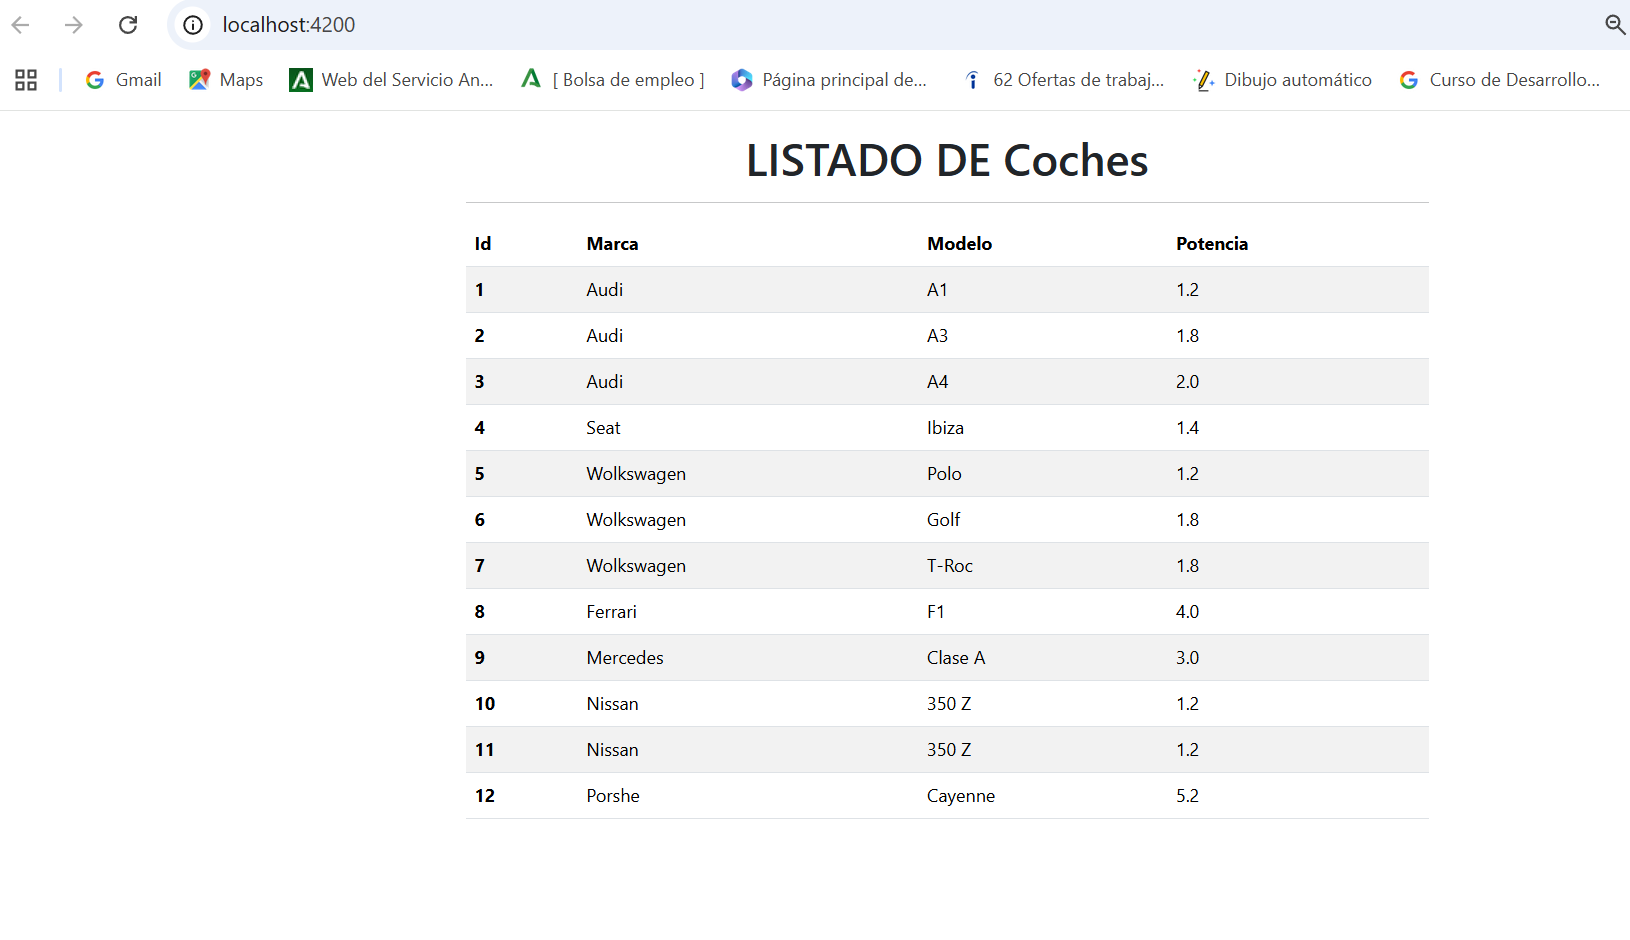 localhost:4200
Gmail Maps Web del Servicio An... [ Bolsa de empleo ] Página principal de... 62 Ofertas de trabaj... Dibujo automático Curso de Desarrollo...
LISTADO DE Coches
Id Marca Modelo Potencia
1 Audi A1 1.2
2 Audi A3 1.8
3 Audi A4 2.0
4 Seat Ibiza 1.4
5 Wolkswagen Polo 1.2
6 Wolkswagen Golf 1.8
7 Wolkswagen T-Roc 1.8
8 Ferrari F1 4.0
9 Mercedes Clase A 3.0
10 Nissan 350 Z 1.2
11 Nissan 350 Z 1.2
12 Porshe Cayenne 5.2